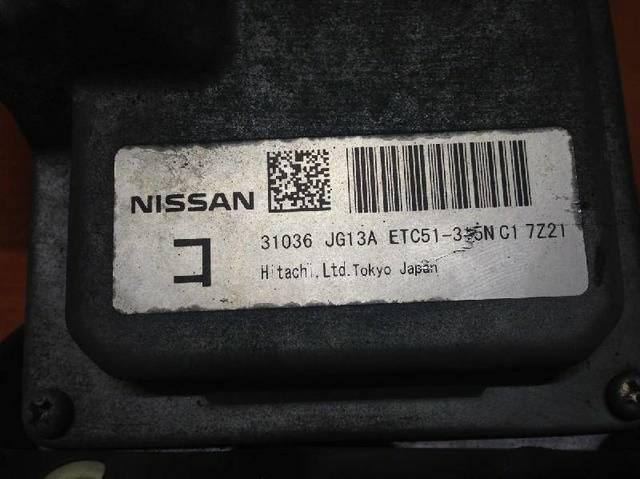 NISSAN
コ
31036 JG13A C1 7Z21
Hitachi,Ltd.Tokyo Japan